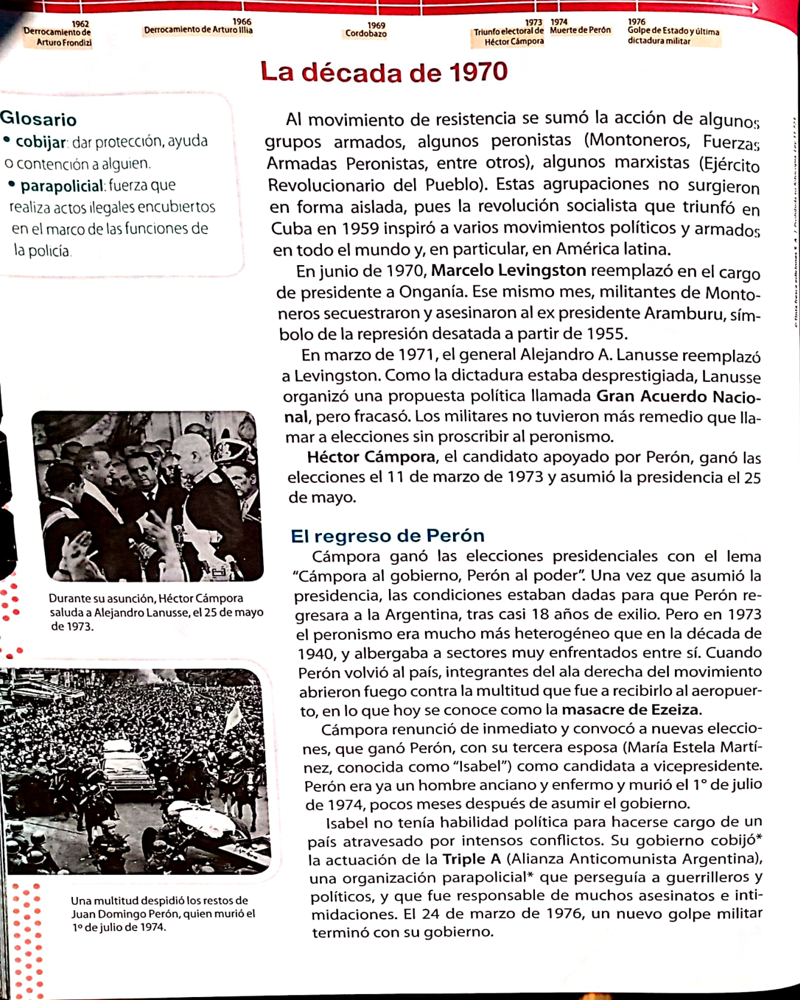 1962
Derrocamiento de
Arturo Frondizi
1966
Derrocamiento de Arturo Illia
1969
Cordobazo
1973
Triunfo electoral de
Héctor Cámpora
1974
Muerte de Perón
1976
Golpe de Estado y última
dictadura militar
La década de 1970
Glosario
• cobijar: dar protección, ayuda
o contención a alguien.
• parapolicial: fuerza que
realiza actos ilegales encubiertos
en el marco de las funciones de
la policía.
Al movimiento de resistencia se sumó la acción de algunos
grupos armados, algunos peronistas (Montoneros, Fuerzas
Armadas Peronistas, entre otros), algunos marxistas (Ejército
Revolucionario del Pueblo). Estas agrupaciones no surgieron
en forma aislada, pues la revolución socialista que triunfó en
Cuba en 1959 inspiró a varios movimientos políticos y armados
en todo el mundo y, en particular, en América latina.
En junio de 1970, Marcelo Levingston reemplazó en el cargo
de presidente a Onganía. Ese mismo mes, militantes de Monto-
neros secuestraron y asesinaron al ex presidente Aramburu, sím-
bolo de la represión desatada a partir de 1955.
En marzo de 1971, el general Alejandro A. Lanusse reemplazó
a Levingston. Como la dictadura estaba desprestigiada, Lanusse
organizó una propuesta política llamada Gran Acuerdo Nacio-
nal, pero fracasó. Los militares no tuvieron más remedio que lla-
mar a elecciones sin proscribir al peronismo.
Héctor Cámpora, el candidato apoyado por Perón, ganó las
elecciones el 11 de marzo de 1973 y asumió la presidencia el 25
de mayo.
El regreso de Perón
Cámpora ganó las elecciones presidenciales con el lema
“Cámpora al gobierno, Perón al poder”. Una vez que asumió la
presidencia, las condiciones estaban dadas para que Perón re-
gresara a la Argentina, tras casi 18 años de exilio. Pero en 1973
el peronismo era mucho más heterogéneo que en la década de
1940, y albergaba a sectores muy enfrentados entre sí. Cuando
Perón volvió al país, integrantes del ala derecha del movimiento
abrieron fuego contra la multitud que fue a recibirlo al aeropuer-
to, en lo que hoy se conoce como la masacre de Ezeiza.
Cámpora renunció de inmediato y convocó a nuevas eleccio-
nes, que ganó Perón, con su tercera esposa (María Estela Martí-
nez, conocida como “Isabel”) como candidata a vicepresidente.
Perón era ya un hombre anciano y enfermo y murió el 1º de julio
de 1974, pocos meses después de asumir el gobierno.
Isabel no tenía habilidad política para hacerse cargo de un
país atravesado por intensos conflictos. Su gobierno cobijó*
la actuación de la Triple A (Alianza Anticomunista Argentina),
una organización parapolicial* que perseguía a guerrilleros y
políticos, y que fue responsable de muchos asesinatos e inti-
midaciones. El 24 de marzo de 1976, un nuevo golpe militar
terminó con su gobierno.
Durante su asunción, Héctor Cámpora
saluda a Alejandro Lanusse, el 25 de mayo
de 1973.
Una multitud despidió los restos de
Juan Domingo Perón, quien murió el
1º de julio de 1974.